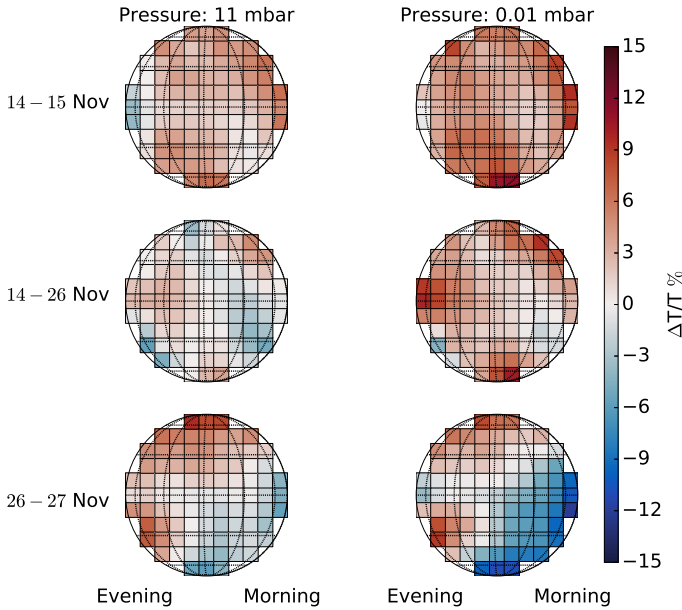 Pressure: 11 mbar Pressure: 0.01 mbar
14 − 15 Nov
14 − 26 Nov
26 − 27 Nov
15
12
9
6
3
0
−3
−6
−9
−12
−15
ΔT/T %
Evening Morning Evening Morning